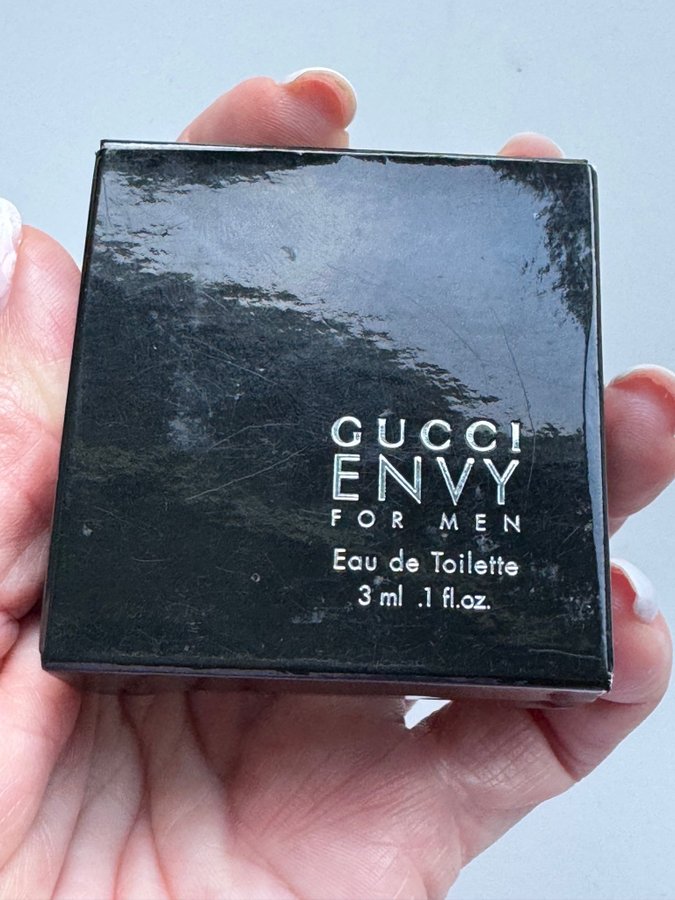 GUCCI
ENVY
FOR MEN
Eau de Toilette
3 ml .1 fl.oz.